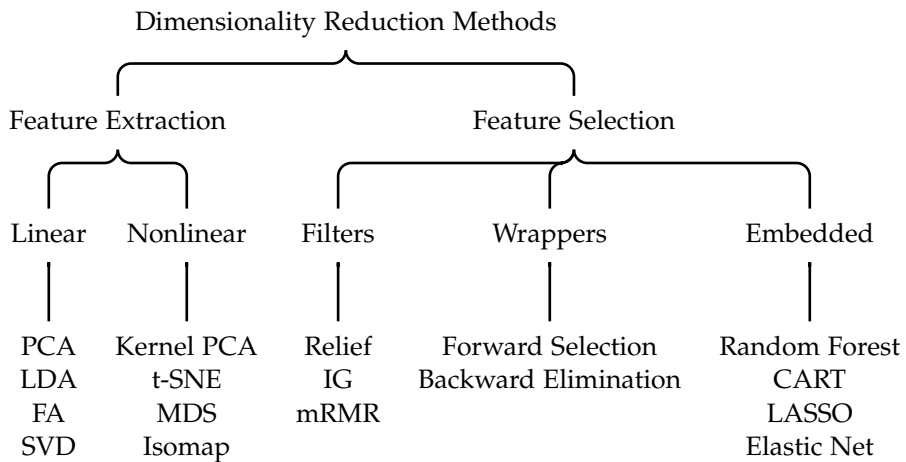 Dimensionality Reduction Methods
Feature Extraction
Feature Selection
Linear
Nonlinear
Filters
Wrappers
Embedded
PCA
LDA
FA
SVD
Kernel PCA
t-SNE
MDS
Isomap
Relief
IG
mRMR
Forward Selection
Backward Elimination
Random Forest
CART
LASSO
Elastic Net